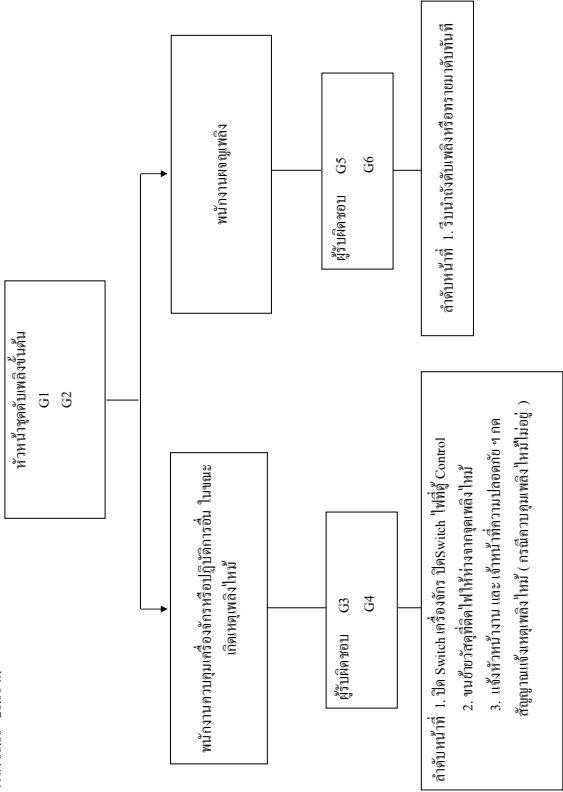 หัวหน้าชุดดับเพลิงขั้นต้น
G1
G2
พนักงานควบคุมเครื่องจักรหรือปฏิบัติการอื่น ในขณะ
เกิดเหตุเพลิงไหม้
ผู้รับผิดชอบ G3
G4
ลำดับหน้าที่ 1. ปิด Switch เครื่องจักร ปิดSwitch ไฟที่ตู้ Control
2. ขนย้ายวัสดุที่ติดไฟให้ห่างจากจุดเพลิงไหม้
3. แจ้งหัวหน้างาน และ เจ้าหน้าที่ความปลอดภัย ฯ กด
สัญญาณแจ้งเหตุเพลิงไหม้ ( กรณีควบคุมเพลิงไหม้ไม่อยู่ )
พนักงานผจญเพลิง
ผู้รับผิดชอบ G5
G6
ลำดับหน้าที่ 1. รีบนำถังดับเพลิงหรือทรายมาดับทันที